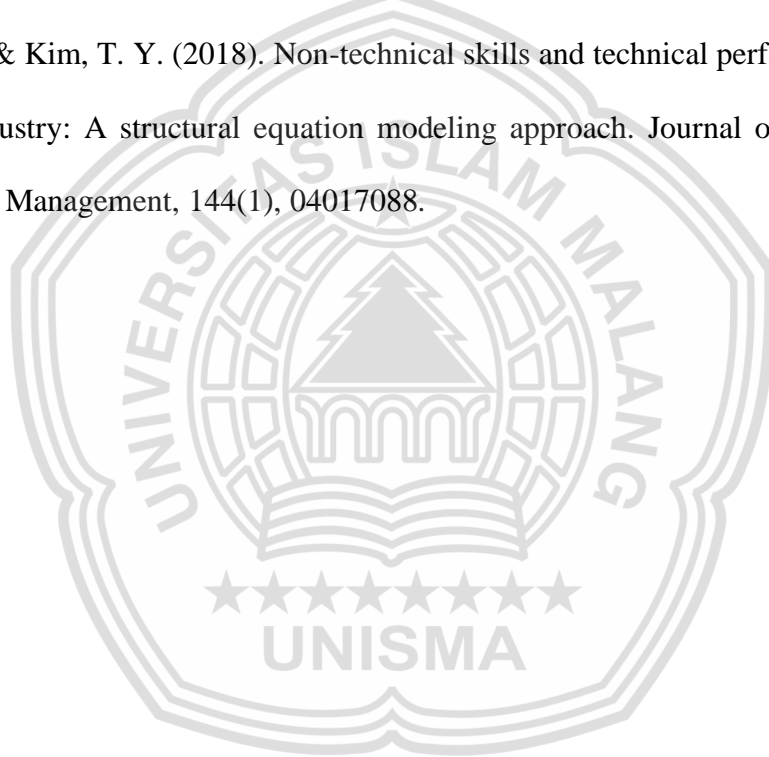 & Kim, T. Y. (2018). Non-technical skills and technical perf
ustry: A structural equation modeling approach. Journal o
Management, 144(1), 04017088.
UNIVERSITAS ISLAM MALANG
UNISMA